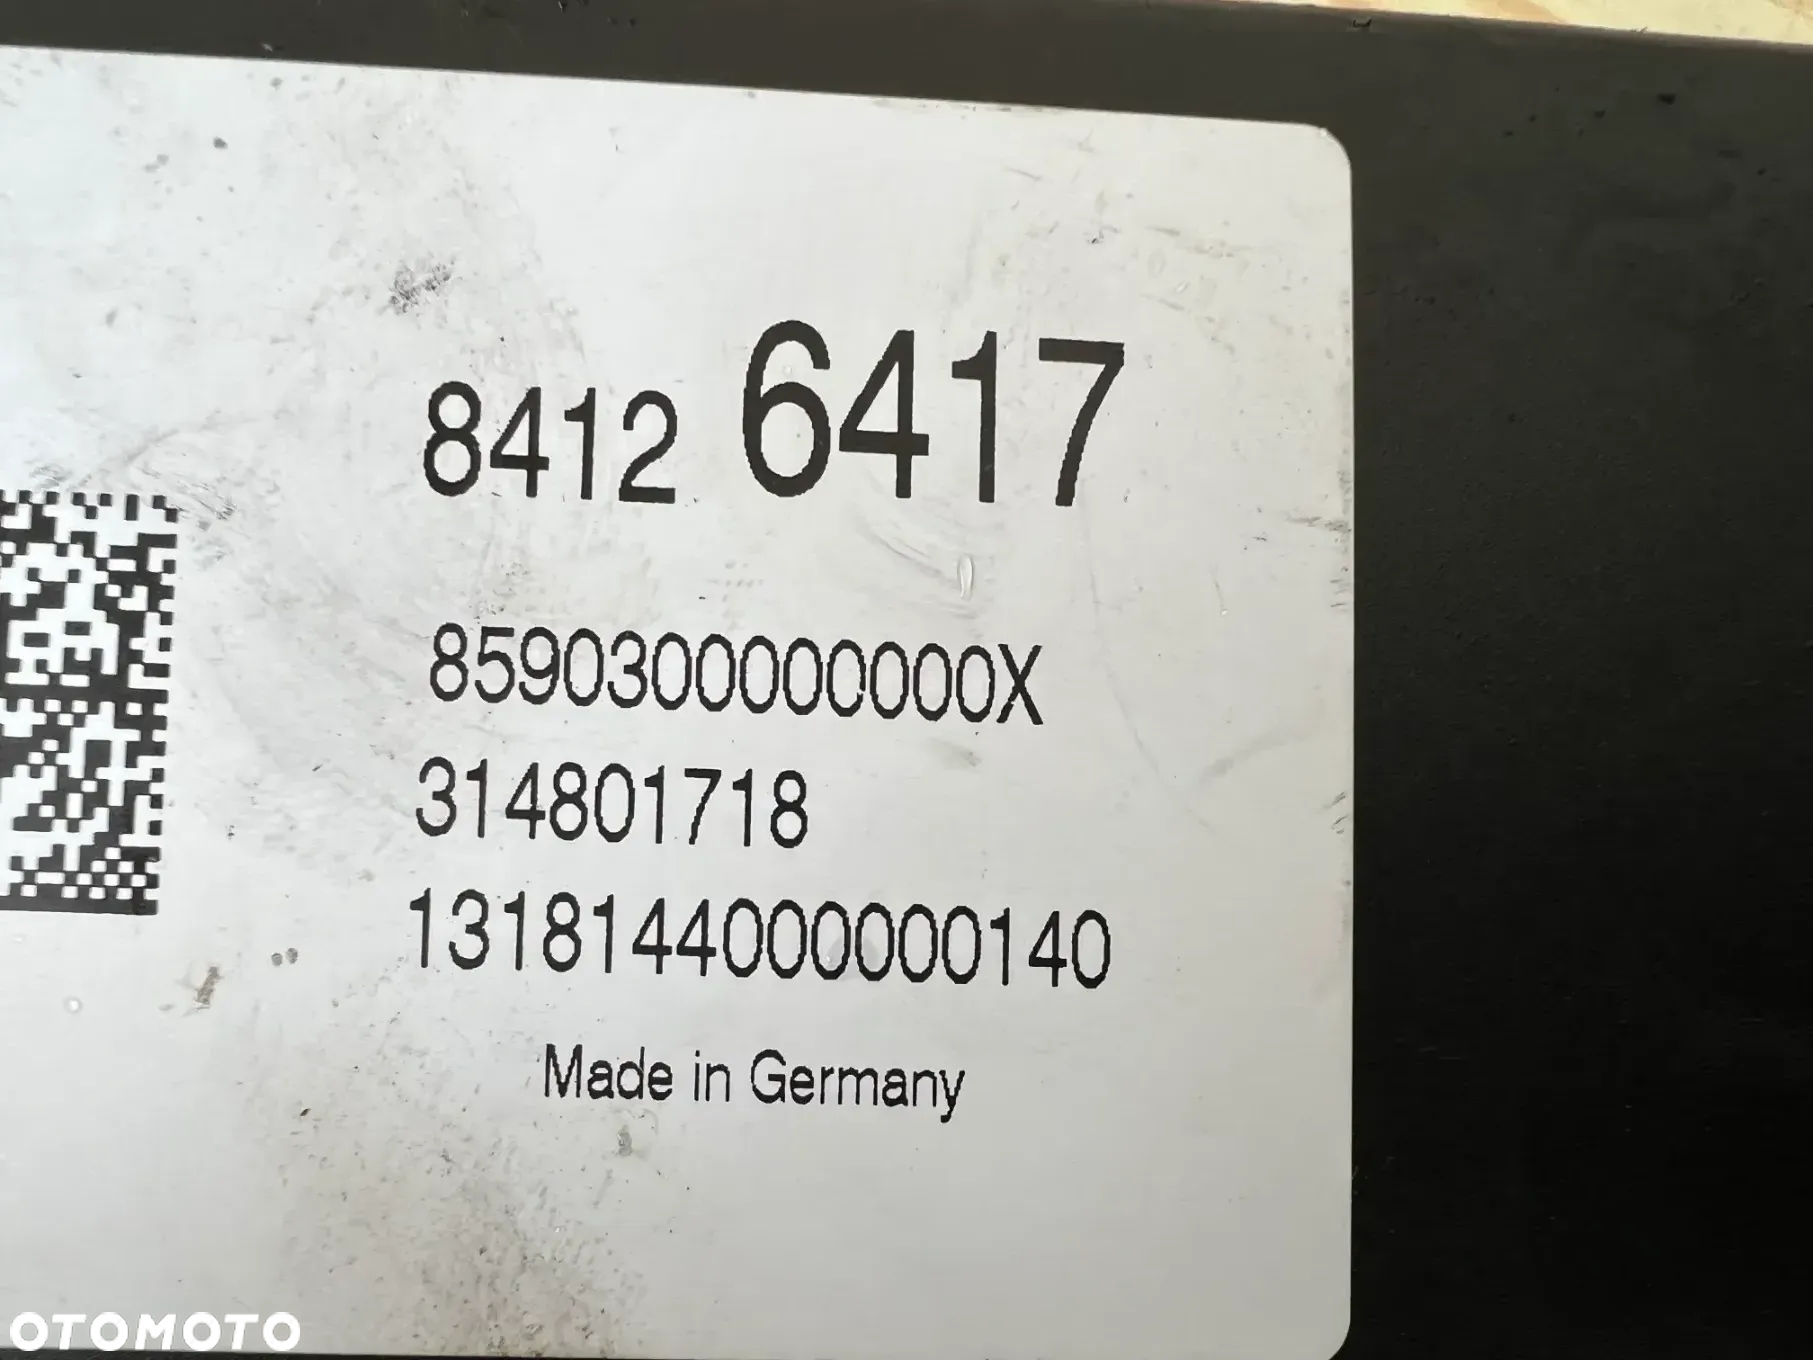 8412 6417
8590300000000X
314801718
1318144000000140
Made in Germany
OTOMOTO